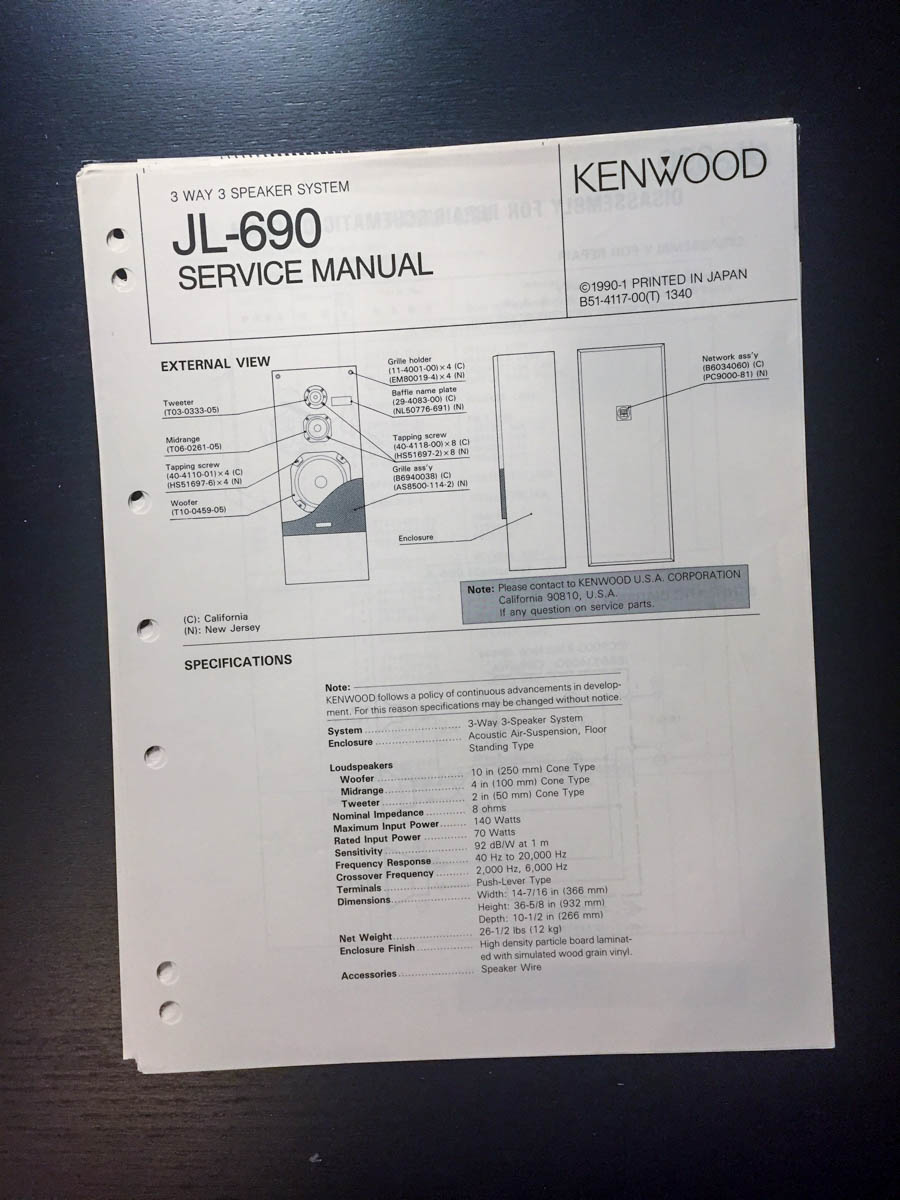 3 WAY 3 SPEAKER SYSTEM
JL-690
SERVICE MANUAL
KENWOOD
©1990-1 PRINTED IN JAPAN
B51-4117-00(T) 1340
EXTERNAL VIEW
Tweeter
(T03-0333-05)
Midrange
(T06-0261-05)
Tapping screw
(40-4110-01)×4 (C)
(HS51697-6)×4 (N)
Woofer
(T10-0459-05)
Grille holder
(11-4001-00)×4 (C)
(EM80019-4)×4 (N)
Baffle name plate
(29-4083-00) (C)
(NL50776-691) (N)
Tapping screw
(40-4118-00)×8 (C)
(HS51697-2)×8 (N)
Grille ass'y
(B6940038) (C)
(AS8500-114-2) (N)
Enclosure
Network ass'y
(B6034060) (C)
(PC9000-81) (N)
Note: Please contact to KENWOOD U.S.A. CORPORATION
California 90810, U.S.A.
If any question on service parts.
(C): California
(N): New Jersey
SPECIFICATIONS
Note:
KENWOOD follows a policy of continuous advancements in develop-
ment. For this reason specifications may be changed without notice.
System ........................ 3-Way 3-Speaker System
Enclosure ..................... Acoustic Air-Suspension, Floor
Standing Type
Loudspeakers
Woofer ........................ 10 in (250 mm) Cone Type
Midrange ...................... 4 in (100 mm) Cone Type
Tweeter ....................... 2 in (50 mm) Cone Type
Nominal Impedance ........... 8 ohms
Maximum Input Power ....... 140 Watts
Rated Input Power ............ 70 Watts
Sensitivity ..................... 92 dB/W at 1 m
Frequency Response .......... 40 Hz to 20,000 Hz
Crossover Frequency ......... 2,000 Hz, 6,000 Hz
Terminals ...................... Push-Lever Type
Dimensions .................... Width: 14-7/16 in (366 mm)
Height: 36-5/8 in (932 mm)
Depth: 10-1/2 in (266 mm)
Net Weight ..................... 26-1/2 lbs (12 kg)
Enclosure Finish ............... High density particle board laminat-
ed with simulated wood grain vinyl.
Accessories .................... Speaker Wire